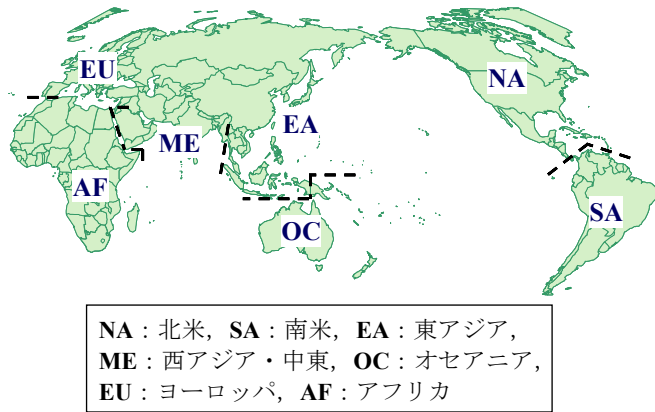 EU
NA
EA
ME
AF
SA
OC
NA：北米，SA：南米，EA：東アジア，
ME：西アジア・中東，OC：オセアニア，
EU：ヨーロッパ，AF：アフリカ